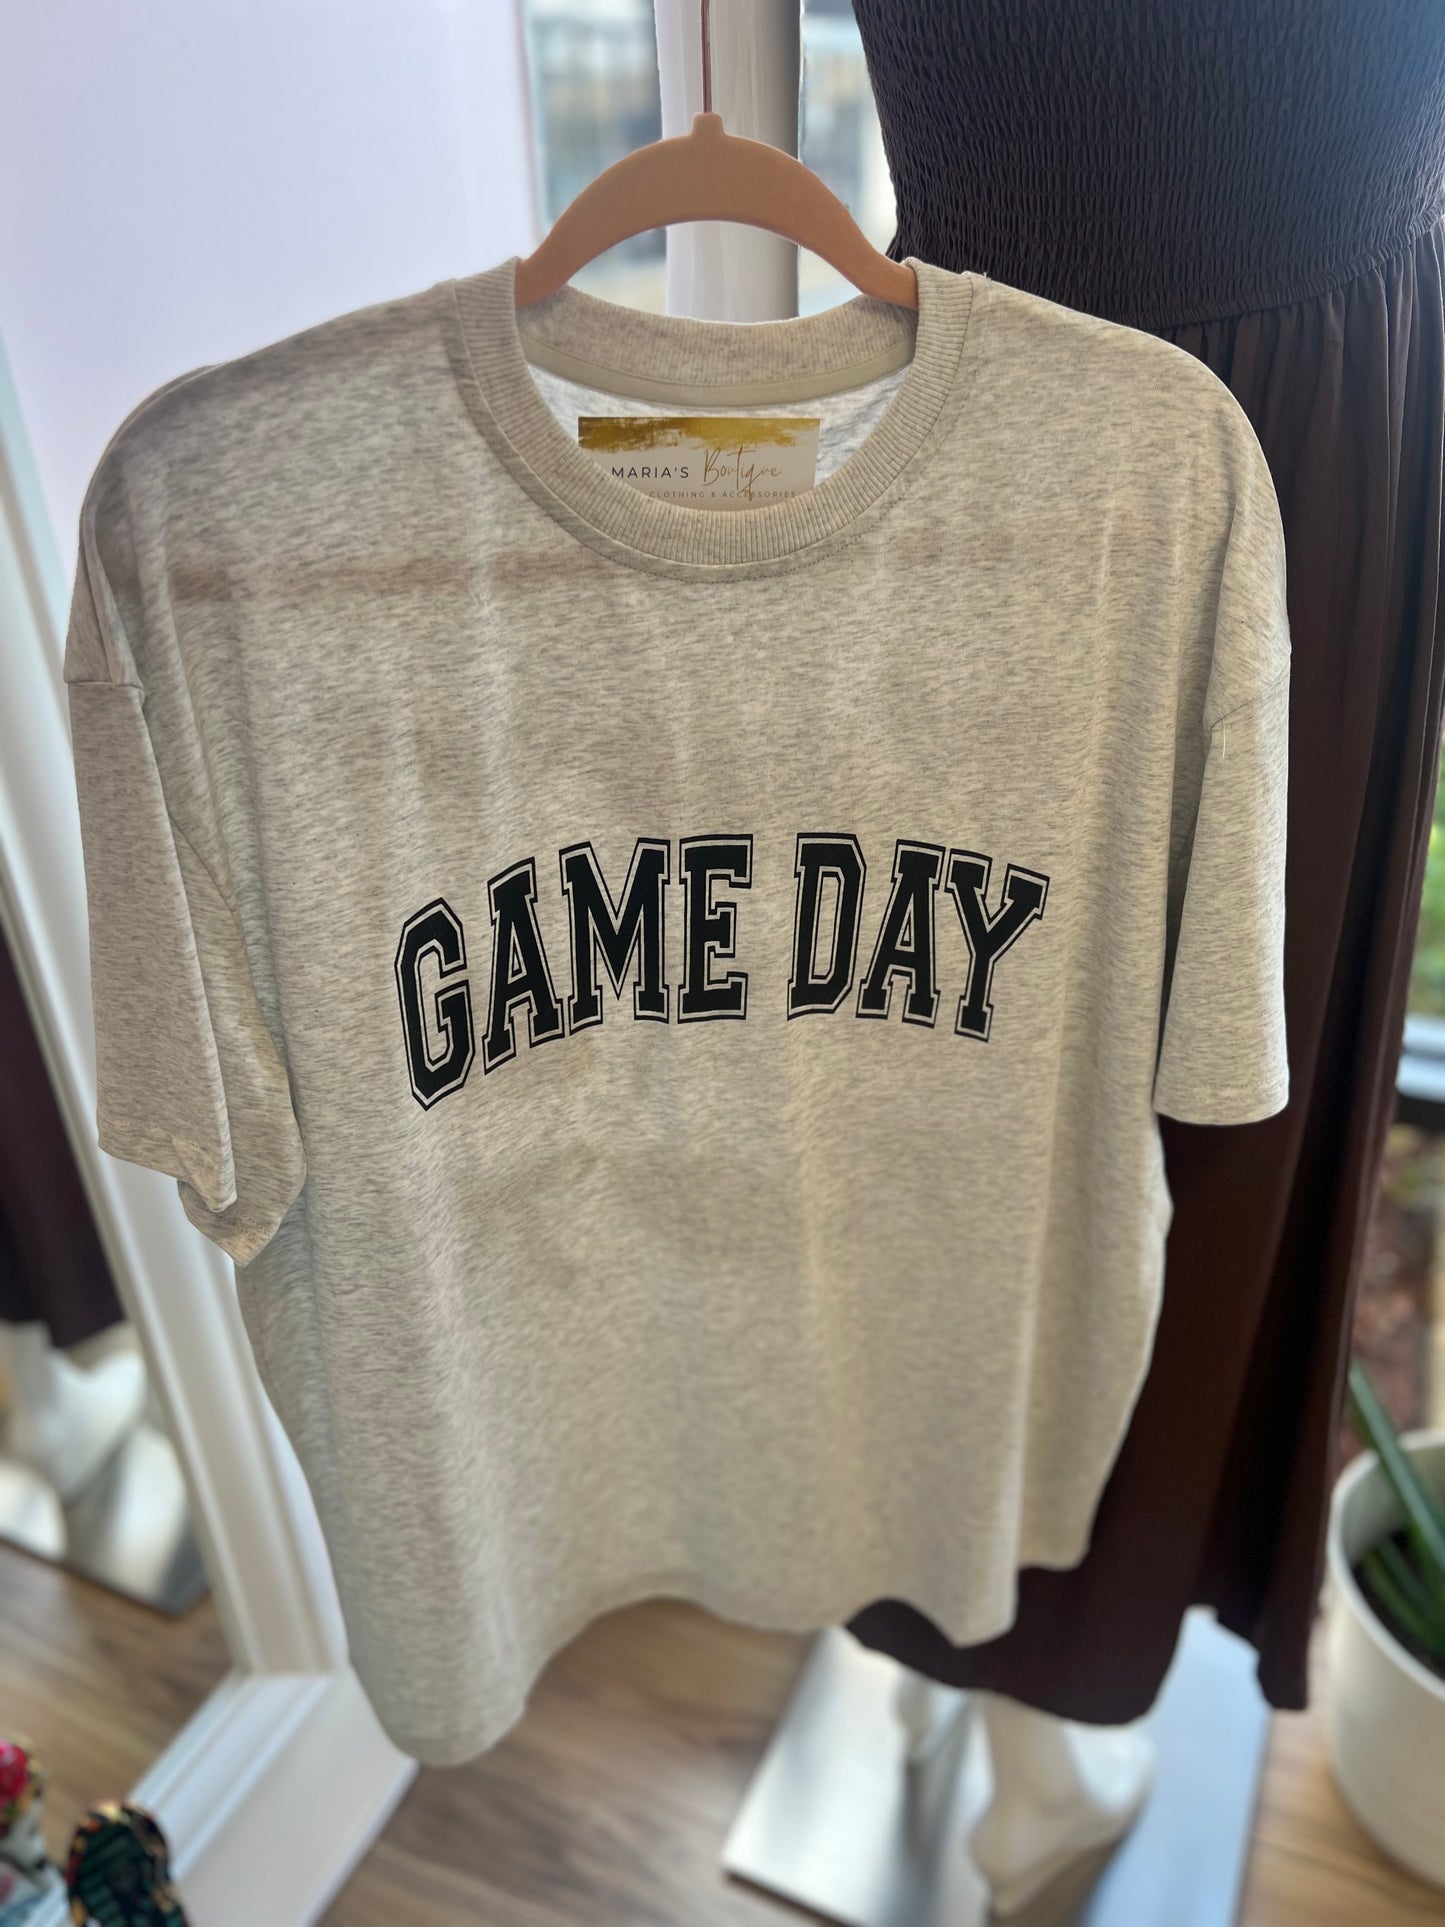 MARIA'S Boutique
CLOTHING & ACCESSORIES
GAME DAY